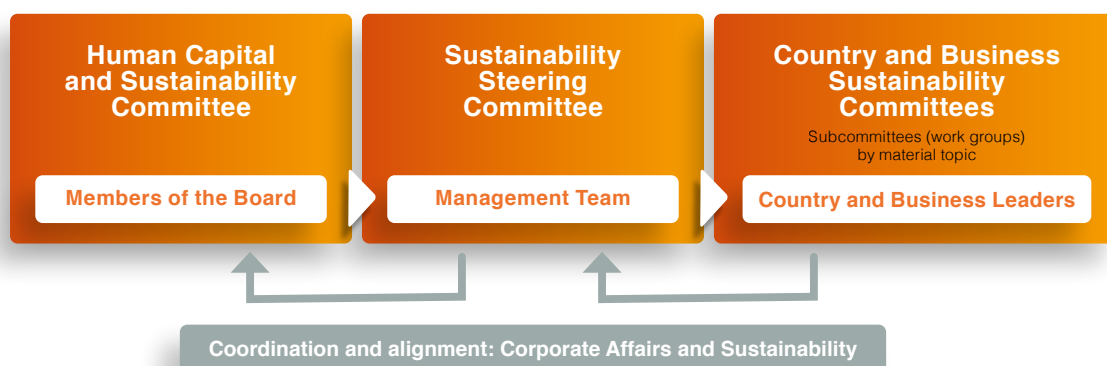 Human Capital
and Sustainability
Committee
Members of the Board
Sustainability
Steering
Committee
Management Team
Country and Business
Sustainability
Committees
Subcommittees (work groups)
by material topic
Country and Business Leaders
Coordination and alignment: Corporate Affairs and Sustainability